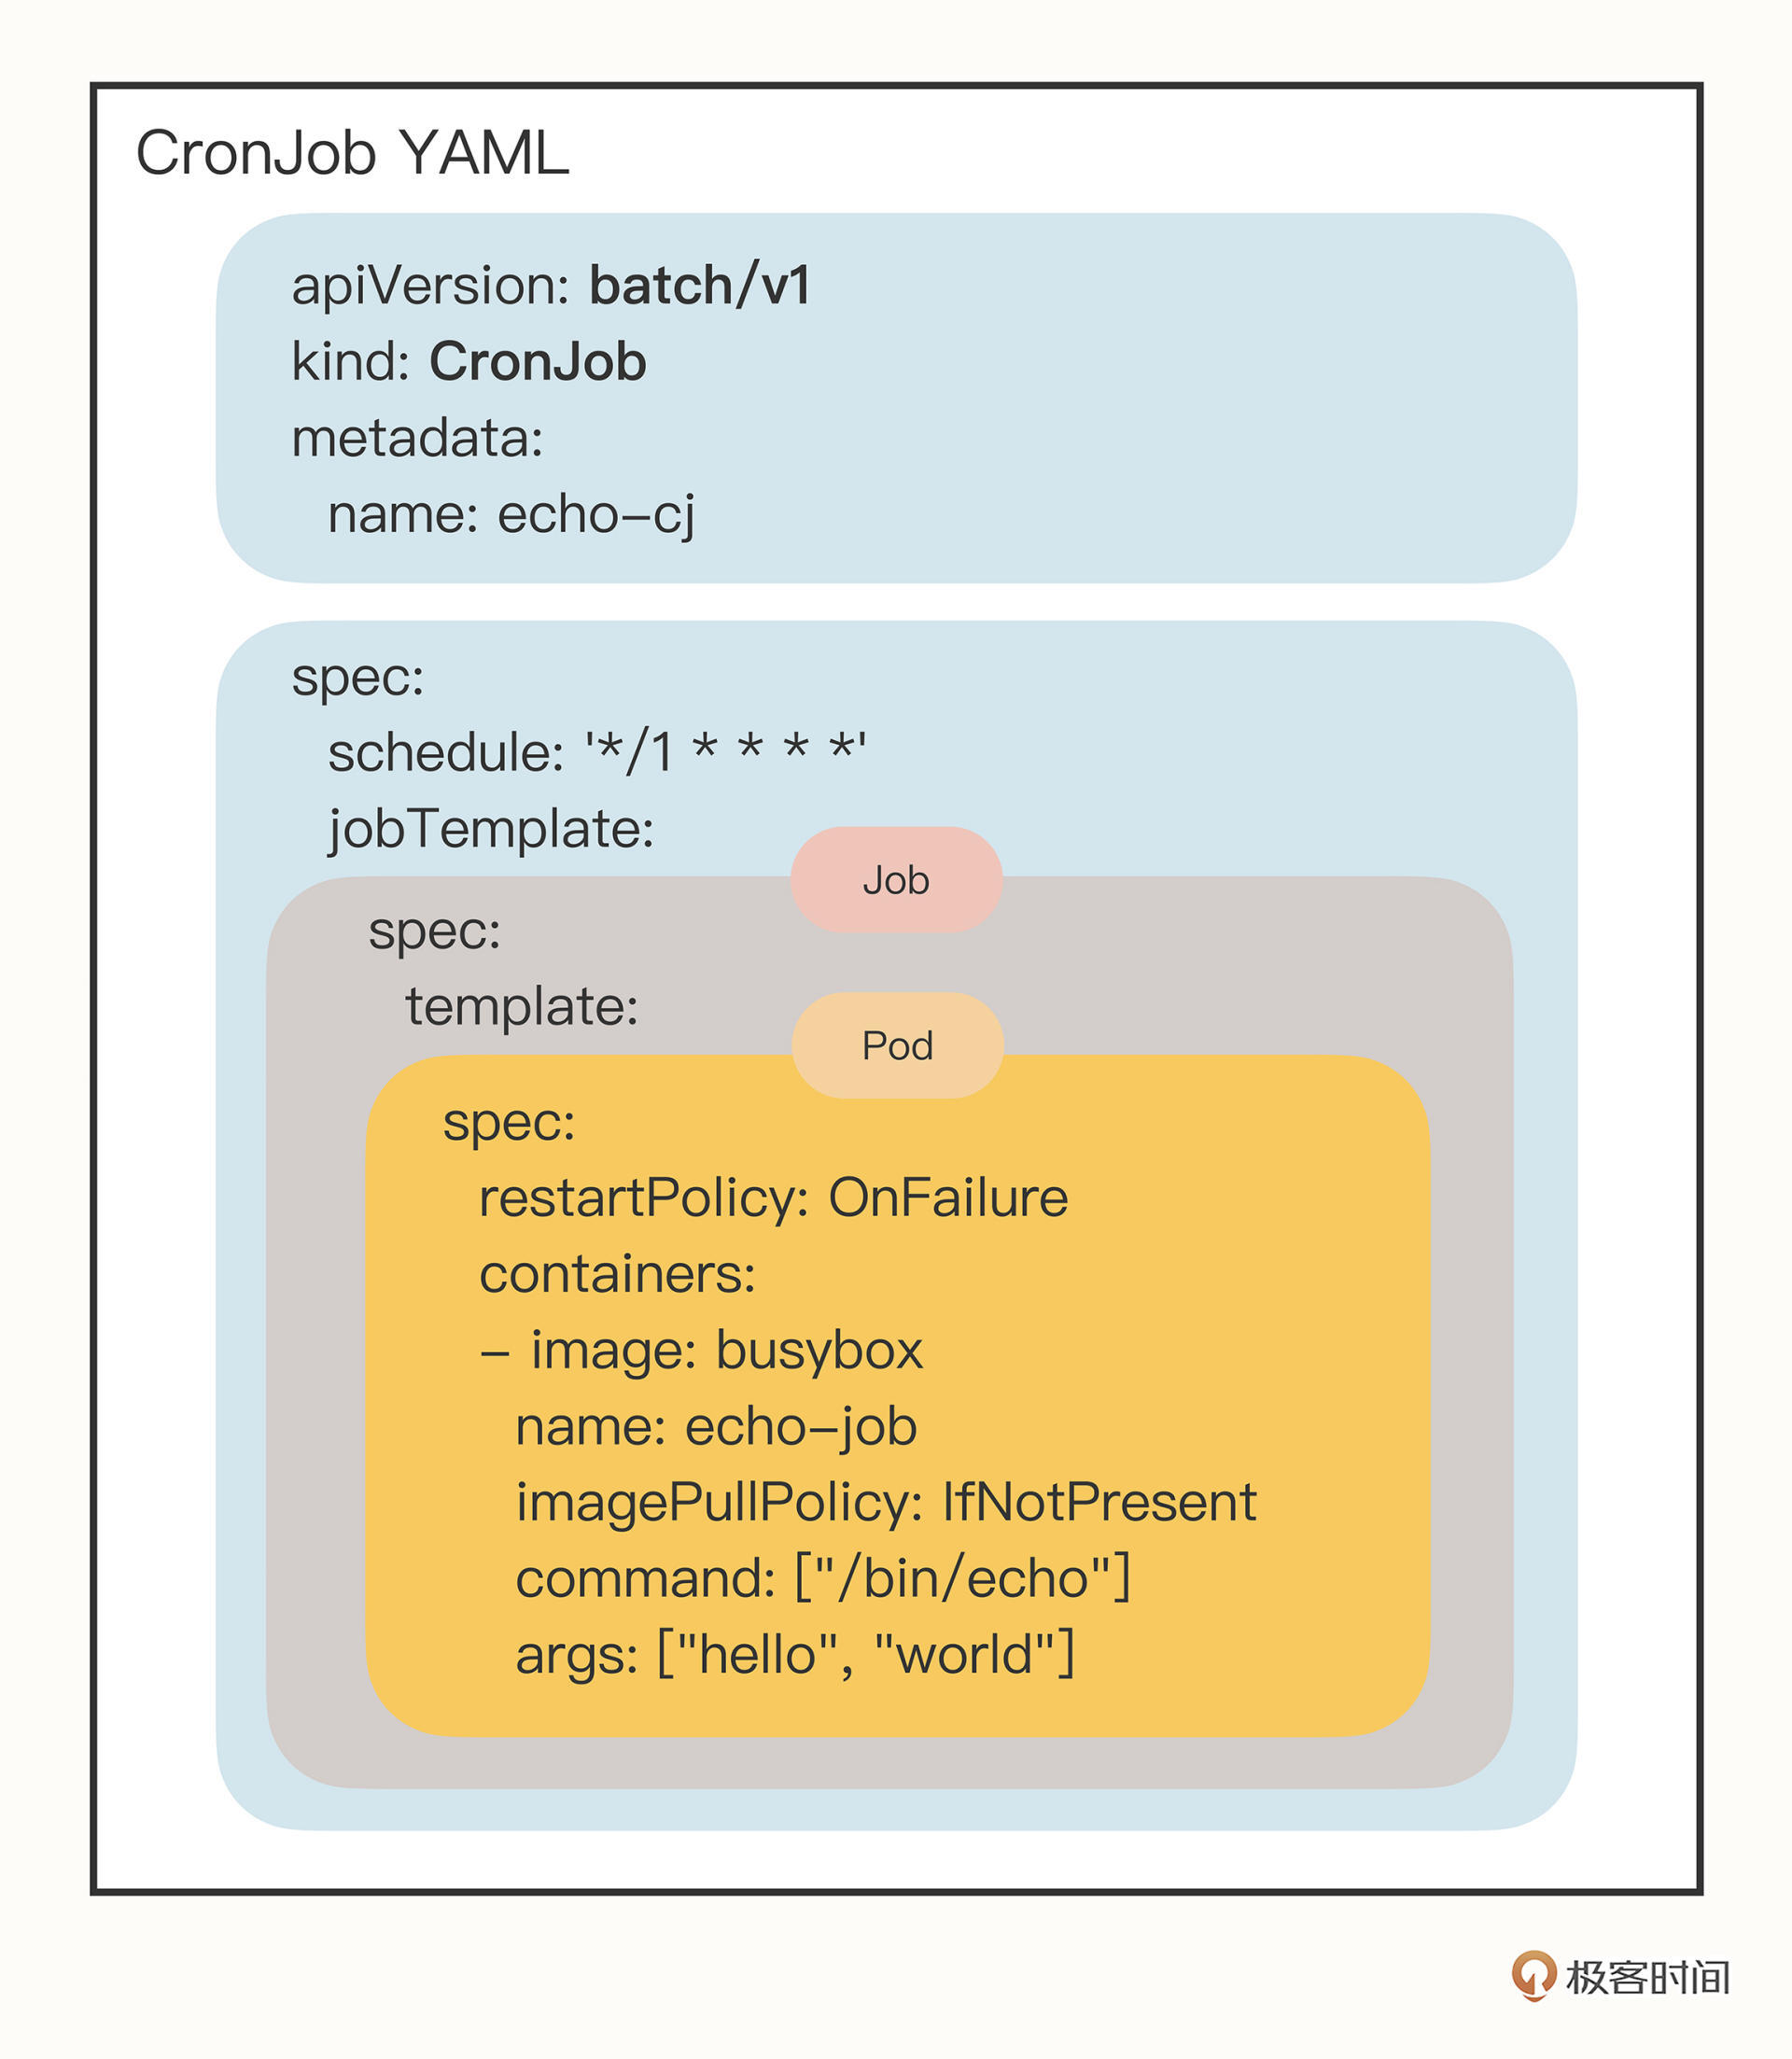 CronJob YAML
apiVersion: batch/v1
kind: CronJob
metadata:
name: echo-cj
spec:
schedule: '*/1 * * * *'
jobTemplate:
Job
spec:
template:
Pod
spec:
restartPolicy: OnFailure
containers:
- image: busybox
name: echo-job
imagePullPolicy: IfNotPresent
command: ["/bin/echo"]
args: ["hello", "world"]
极客时间